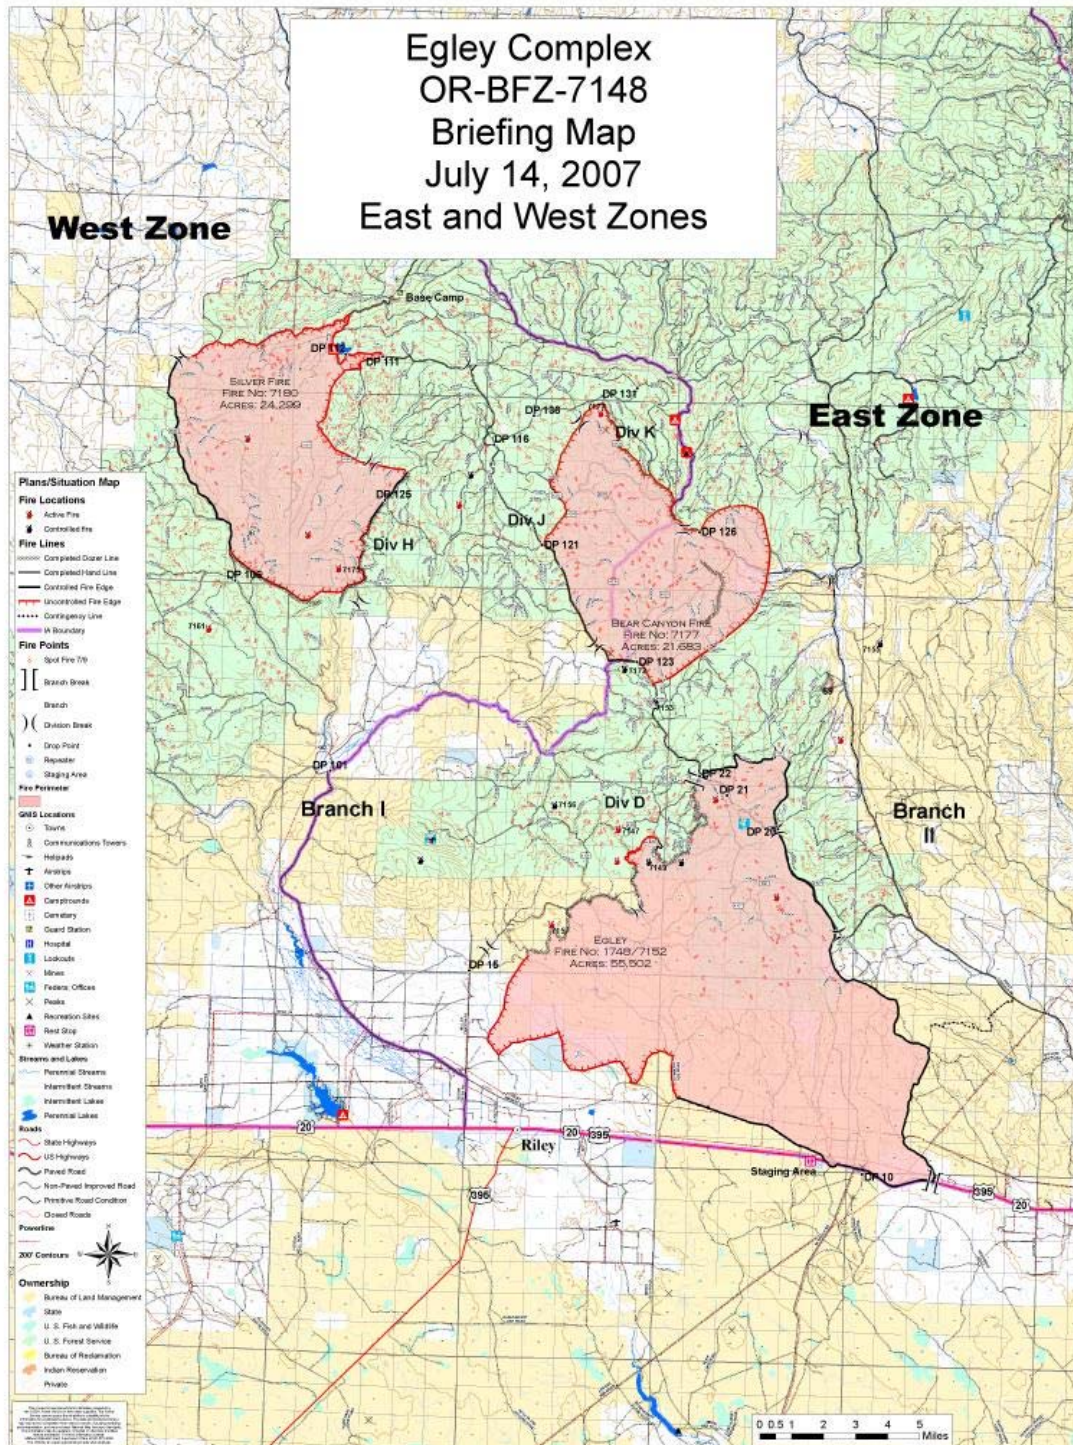 Egley Complex
OR-BFZ-7148
Briefing Map
July 14, 2007
East and West Zones
West Zone
East Zone
Base Camp
DP 112
DP 111
Silver Fire
Fire No: 7180
Acres: 24,299
DP 131
DP 138
Div K
DP 116
DP 125
Div J
DP 126
DP 121
Div H
Bear Canyon Fire
Fire No: 7177
Acres: 21,683
DP 123
7161
DP 101
DP 22
DP 21
Div D
Branch I
Branch
II
DP 20
7147
7149
Egley
Fire No: 1748/7152
Acres: 55,502
DP 15
20
Riley
20
395
Staging Area
DP 10
395
395
20
Plans/Situation Map
Fire Locations
Active Fire
Controlled fire
Fire Lines
Completed Dozer Line
Completed Hand Line
Controlled Fire Edge
Uncontrolled Fire Edge
Contingency Line
IA Boundary
Fire Points
Spot Fire 7/9
Branch Break
Branch
Division Break
Drop Point
Repeater
Staging Area
Fire Perimeter
GNIS Locations
Towns
Communications Towers
Helipads
Airstrips
Other Airstrips
Campgrounds
Cemetery
Guard Station
Hospital
Lookouts
Mines
Federal Offices
Peaks
Recreation Sites
Rest Stop
Weather Station
Streams and Lakes
Perennial Streams
Intermittent Streams
Intermittent Lakes
Perennial Lakes
Roads
State Highways
US Highways
Paved Road
Non-Paved Improved Road
Primitive Road Condition
Closed Roads
Powerline
200' Contours
Ownership
Bureau of Land Management
State
U. S. Fish and Wildlife
U. S. Forest Service
Bureau of Reclamation
Indian Reservation
Private
0 0.5 1 2 3 4 5
Miles